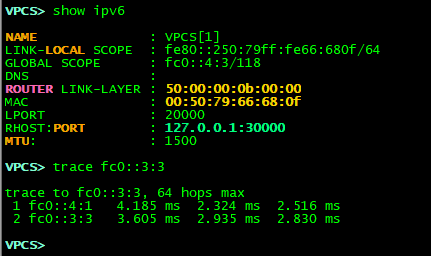 VPCS> show ipv6
NAME : VPCS[1]
LINK-LOCAL SCOPE : fe80::250:79ff:fe66:680f/64
GLOBAL SCOPE : fc0::4:3/118
DNS :
ROUTER LINK-LAYER : 50:00:00:0b:00:00
MAC : 00:50:79:66:68:0f
LPORT : 20000
RHOST:PORT : 127.0.0.1:30000
MTU: : 1500
VPCS> trace fc0::3:3
trace to fc0::3:3, 64 hops max
1 fc0::4:1 4.185 ms 2.324 ms 2.516 ms
2 fc0::3:3 3.605 ms 2.935 ms 2.830 ms
VPCS>